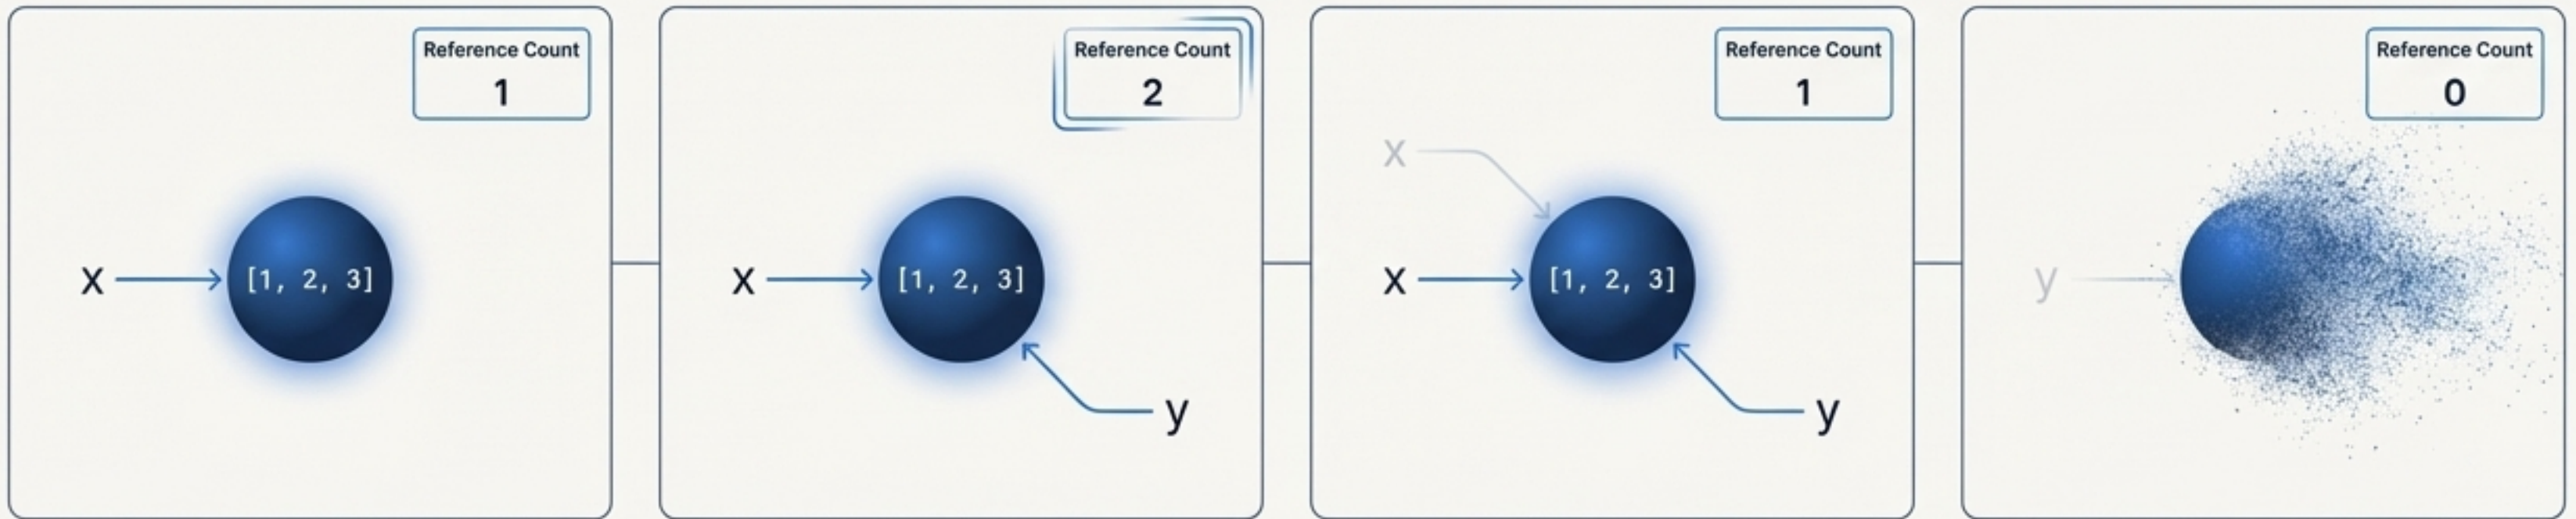 Reference Count
1
x
[1, 2, 3]
Reference Count
2
x
[1, 2, 3]
y
Reference Count
1
x
x
[1, 2, 3]
y
Reference Count
0
y